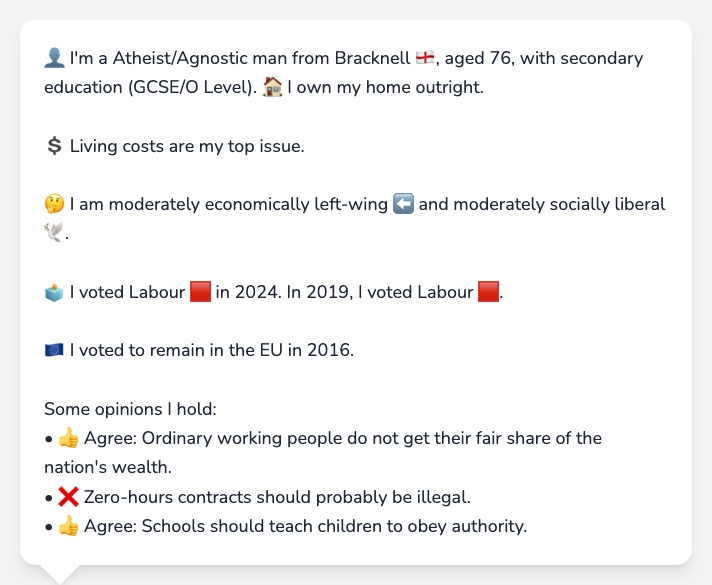 👤 I'm a Atheist/Agnostic man from Bracknell 🏴󠁧󠁢󠁥󠁮󠁧󠁿, aged 76, with secondary
education (GCSE/O Level). 🏠 I own my home outright.
💲 Living costs are my top issue.
🤔 I am moderately economically left-wing ⬅️ and moderately socially liberal
🕊️.
🗳️ I voted Labour 🟥 in 2024. In 2019, I voted Labour 🟥.
🇪🇺 I voted to remain in the EU in 2016.
Some opinions I hold:
• 👍 Agree: Ordinary working people do not get their fair share of the
nation's wealth.
• ❌ Zero-hours contracts should probably be illegal.
• 👍 Agree: Schools should teach children to obey authority.